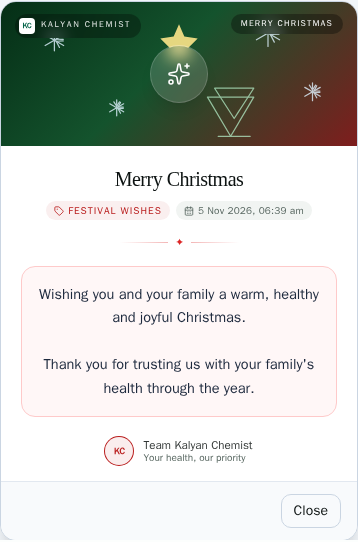 KC KALYAN CHEMIST
MERRY CHRISTMAS
Merry Christmas
FESTIVAL WISHES
5 Nov 2026, 06:39 am
Wishing you and your family a warm, healthy
and joyful Christmas.
Thank you for trusting us with your family's
health through the year.
KC
Team Kalyan Chemist
Your health, our priority
Close